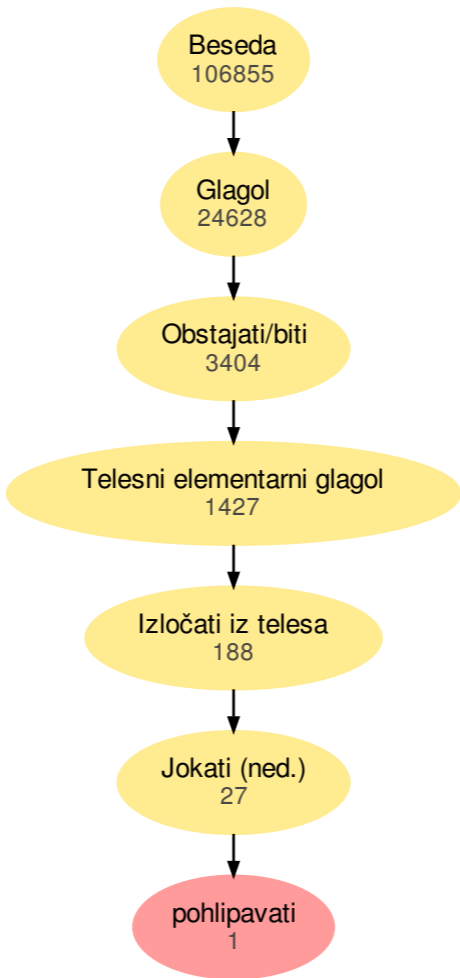 Beseda
106855
Glagol
24628
Obstajati/biti
3404
Telesni elementarni glagol
1427
Izločati iz telesa
188
Jokati (ned.)
27
pohlipavati
1